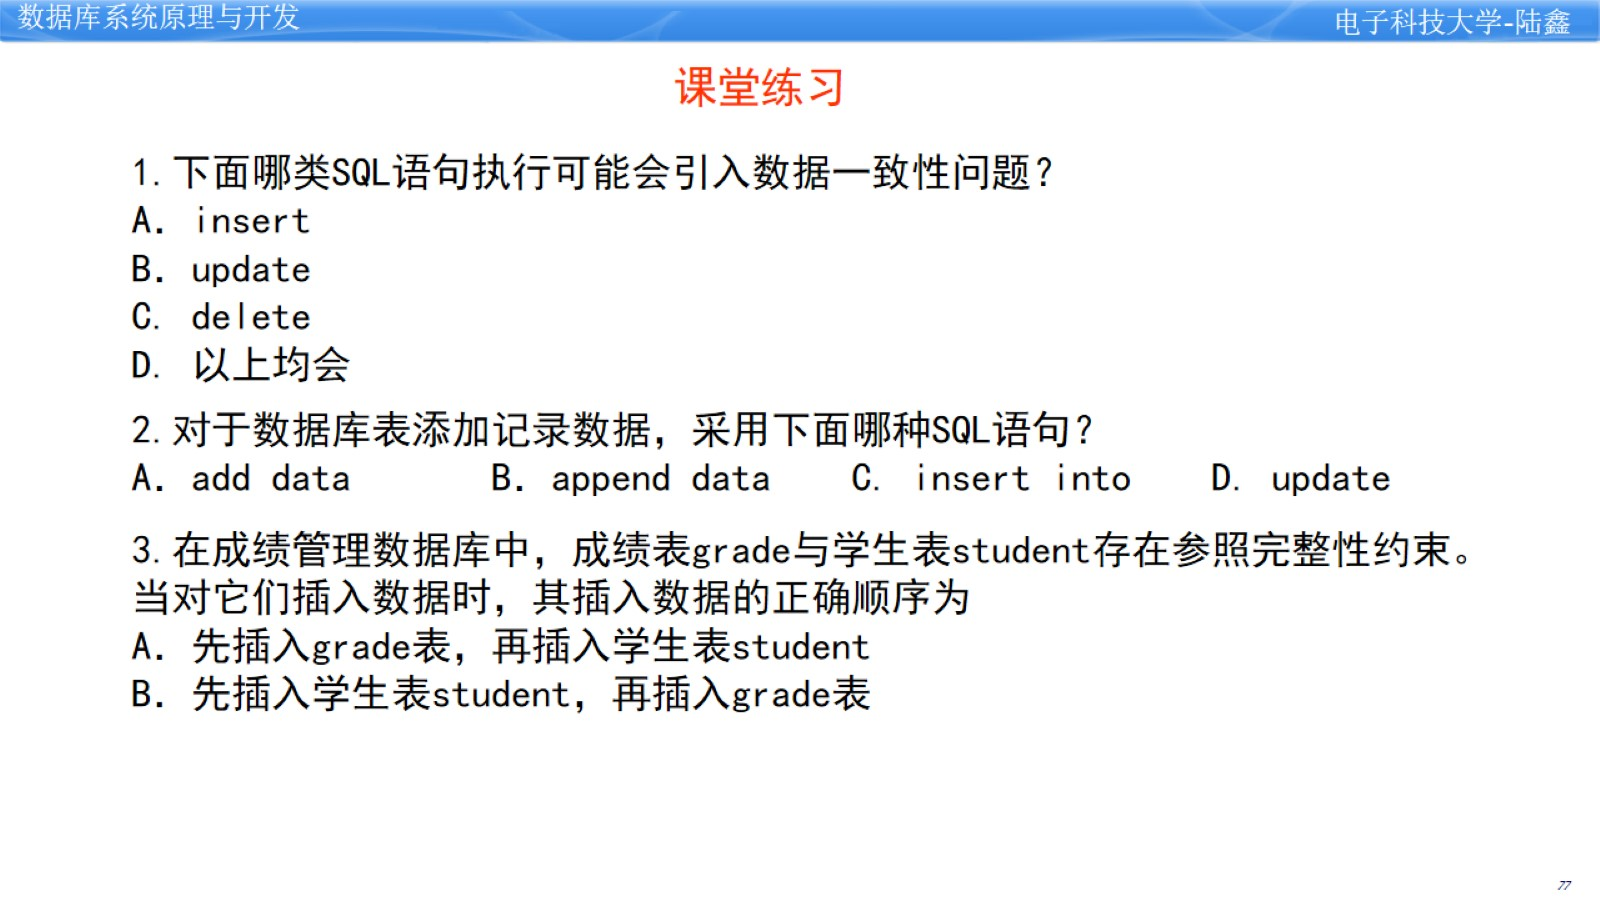 数据库系统原理与开发
电子科技大学-陆鑫
课堂练习
1.下面哪类SQL语句执行可能会引入数据一致性问题？
A. insert
B. update
C. delete
D. 以上均会
2.对于数据库表添加记录数据，采用下面哪种SQL语句？
A. add data B. append data C. insert into D. update
3.在成绩管理数据库中，成绩表grade与学生表student存在参照完整性约束。
当对它们插入数据时，其插入数据的正确顺序为
A. 先插入grade表，再插入学生表student
B. 先插入学生表student，再插入grade表
77